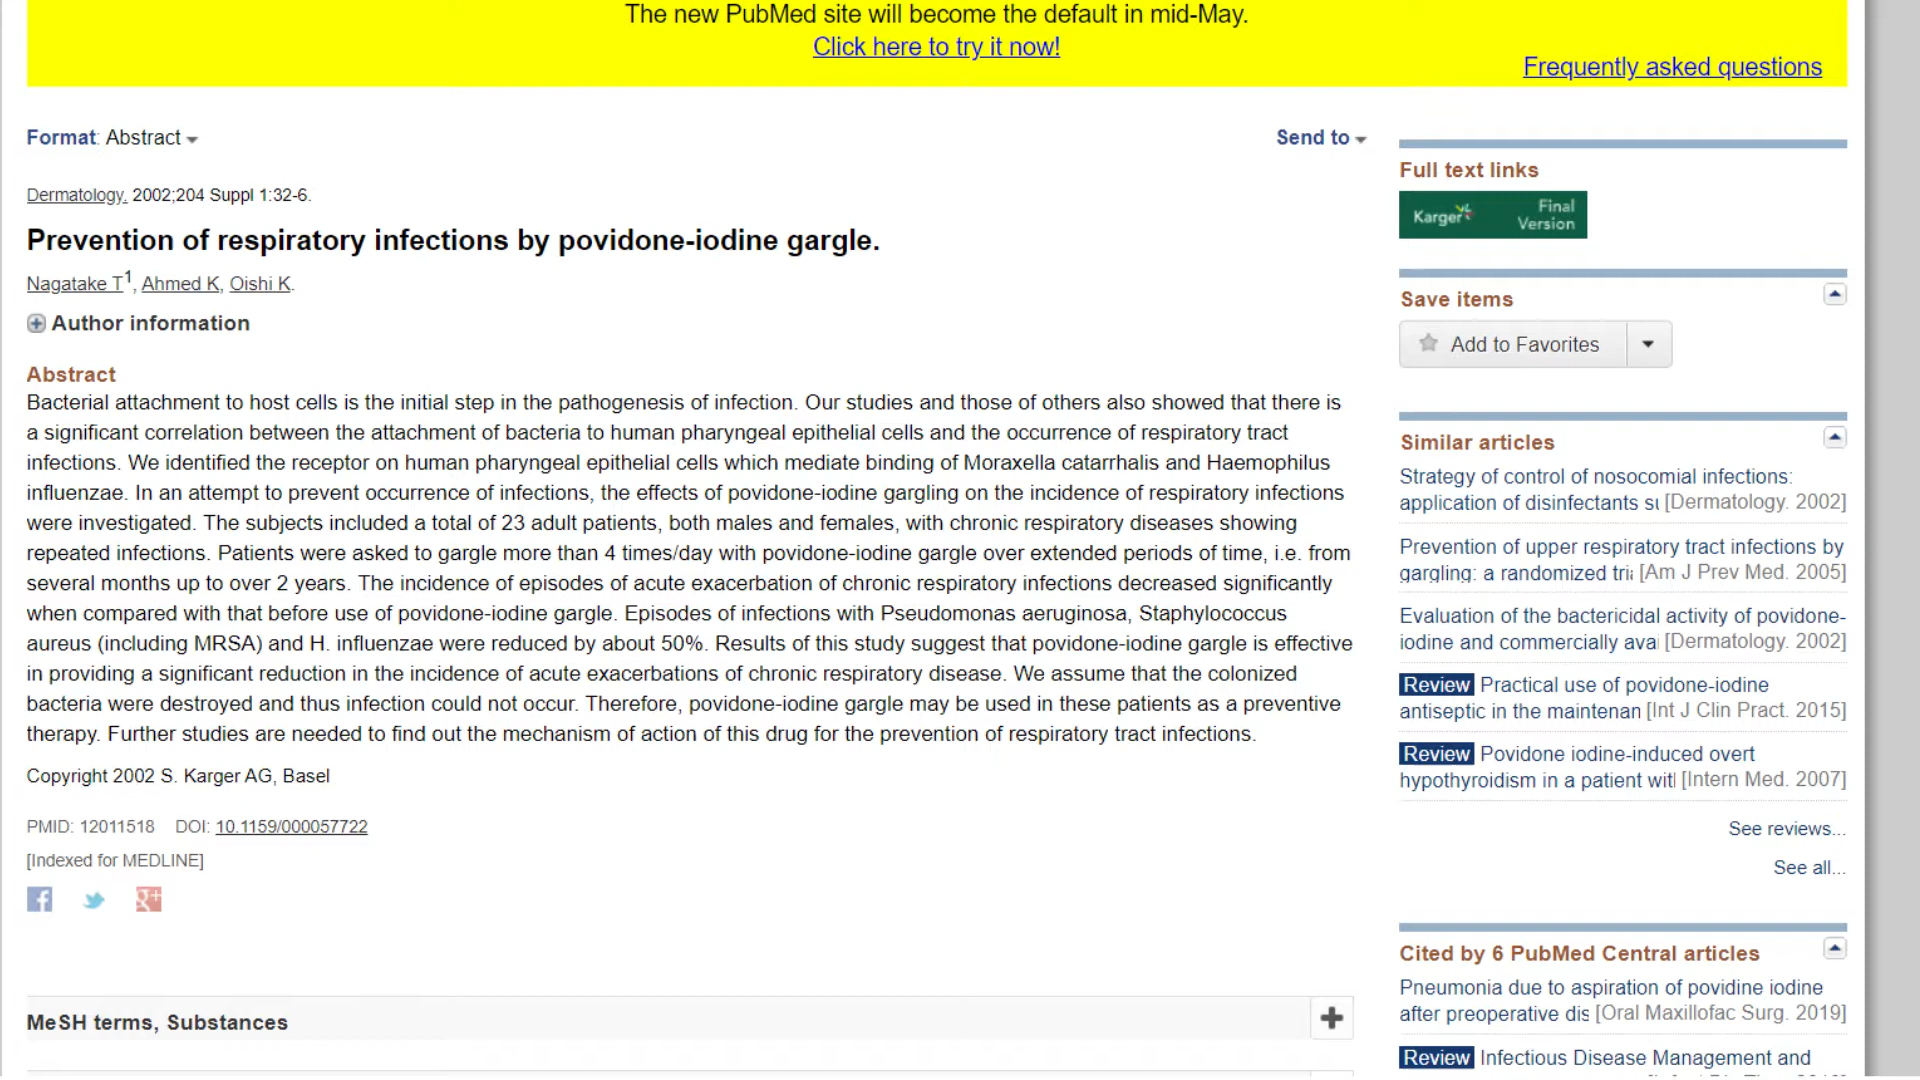 The new PubMed site will become the default in mid-May.
Click here to try it now!
Frequently asked questions
Format: Abstract
Send to
Dermatology. 2002;204 Suppl 1:32-6.
Prevention of respiratory infections by povidone-iodine gargle.
Nagatake T1, Ahmed K, Oishi K.
Author information
Abstract
Bacterial attachment to host cells is the initial step in the pathogenesis of infection. Our studies and those of others also showed that there is
a significant correlation between the attachment of bacteria to human pharyngeal epithelial cells and the occurrence of respiratory tract
infections. We identified the receptor on human pharyngeal epithelial cells which mediate binding of Moraxella catarrhalis and Haemophilus
influenzae. In an attempt to prevent occurrence of infections, the effects of povidone-iodine gargling on the incidence of respiratory infections
were investigated. The subjects included a total of 23 adult patients, both males and females, with chronic respiratory diseases showing
repeated infections. Patients were asked to gargle more than 4 times/day with povidone-iodine gargle over extended periods of time, i.e. from
several months up to over 2 years. The incidence of episodes of acute exacerbation of chronic respiratory infections decreased significantly
when compared with that before use of povidone-iodine gargle. Episodes of infections with Pseudomonas aeruginosa, Staphylococcus
aureus (including MRSA) and H. influenzae were reduced by about 50%. Results of this study suggest that povidone-iodine gargle is effective
in providing a significant reduction in the incidence of acute exacerbations of chronic respiratory disease. We assume that the colonized
bacteria were destroyed and thus infection could not occur. Therefore, povidone-iodine gargle may be used in these patients as a preventive
therapy. Further studies are needed to find out the mechanism of action of this drug for the prevention of respiratory tract infections.
Copyright 2002 S. Karger AG, Basel
PMID: 12011518 DOI: 10.1159/000057722
[Indexed for MEDLINE]
MeSH terms, Substances
Full text links
Karger Final Version
Save items
Add to Favorites
Similar articles
Strategy of control of nosocomial infections:
application of disinfectants su [Dermatology. 2002]
Prevention of upper respiratory tract infections by
gargling: a randomized tria [Am J Prev Med. 2005]
Evaluation of the bactericidal activity of povidone-
iodine and commercially avai [Dermatology. 2002]
Review Practical use of povidone-iodine
antiseptic in the maintenan [Int J Clin Pract. 2015]
Review Povidone iodine-induced overt
hypothyroidism in a patient with [Intern Med. 2007]
See reviews...
See all...
Cited by 6 PubMed Central articles
Pneumonia due to aspiration of povidine iodine
after preoperative dis [Oral Maxillofac Surg. 2019]
Review Infectious Disease Management and